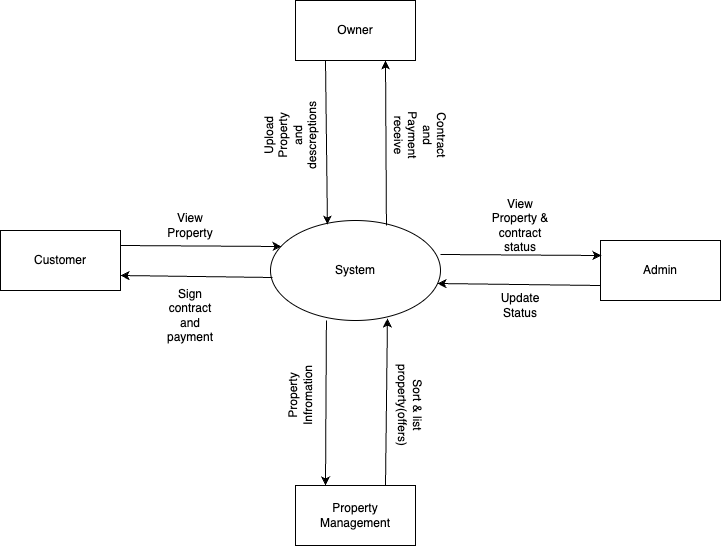 Owner
Upload
Property
and
descreptions
Contract
and
Payment
receive
View
Property
View
Property &
contract
status
Customer
System
Admin
Sign
contract
and
payment
Update
Status
Property
Infromation
Sort & list
property(offers)
Property
Management